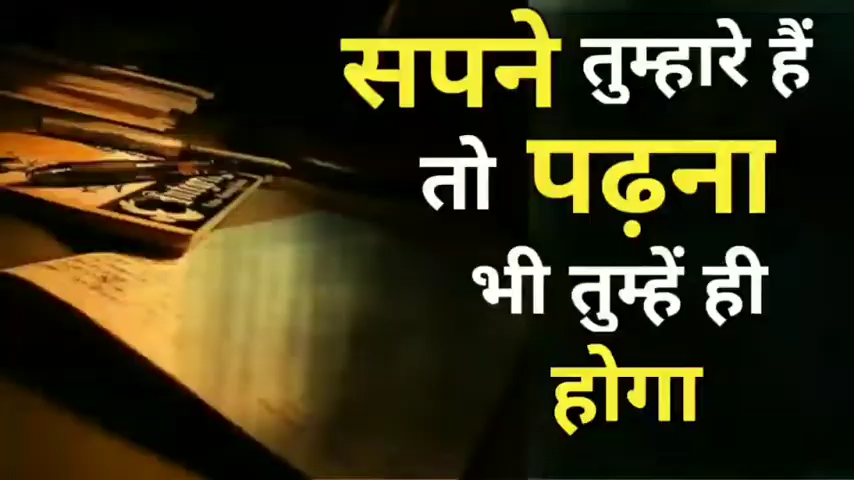 सपने तुम्हारे हैं
तो पढ़ना
भी तुम्हें ही
होगा